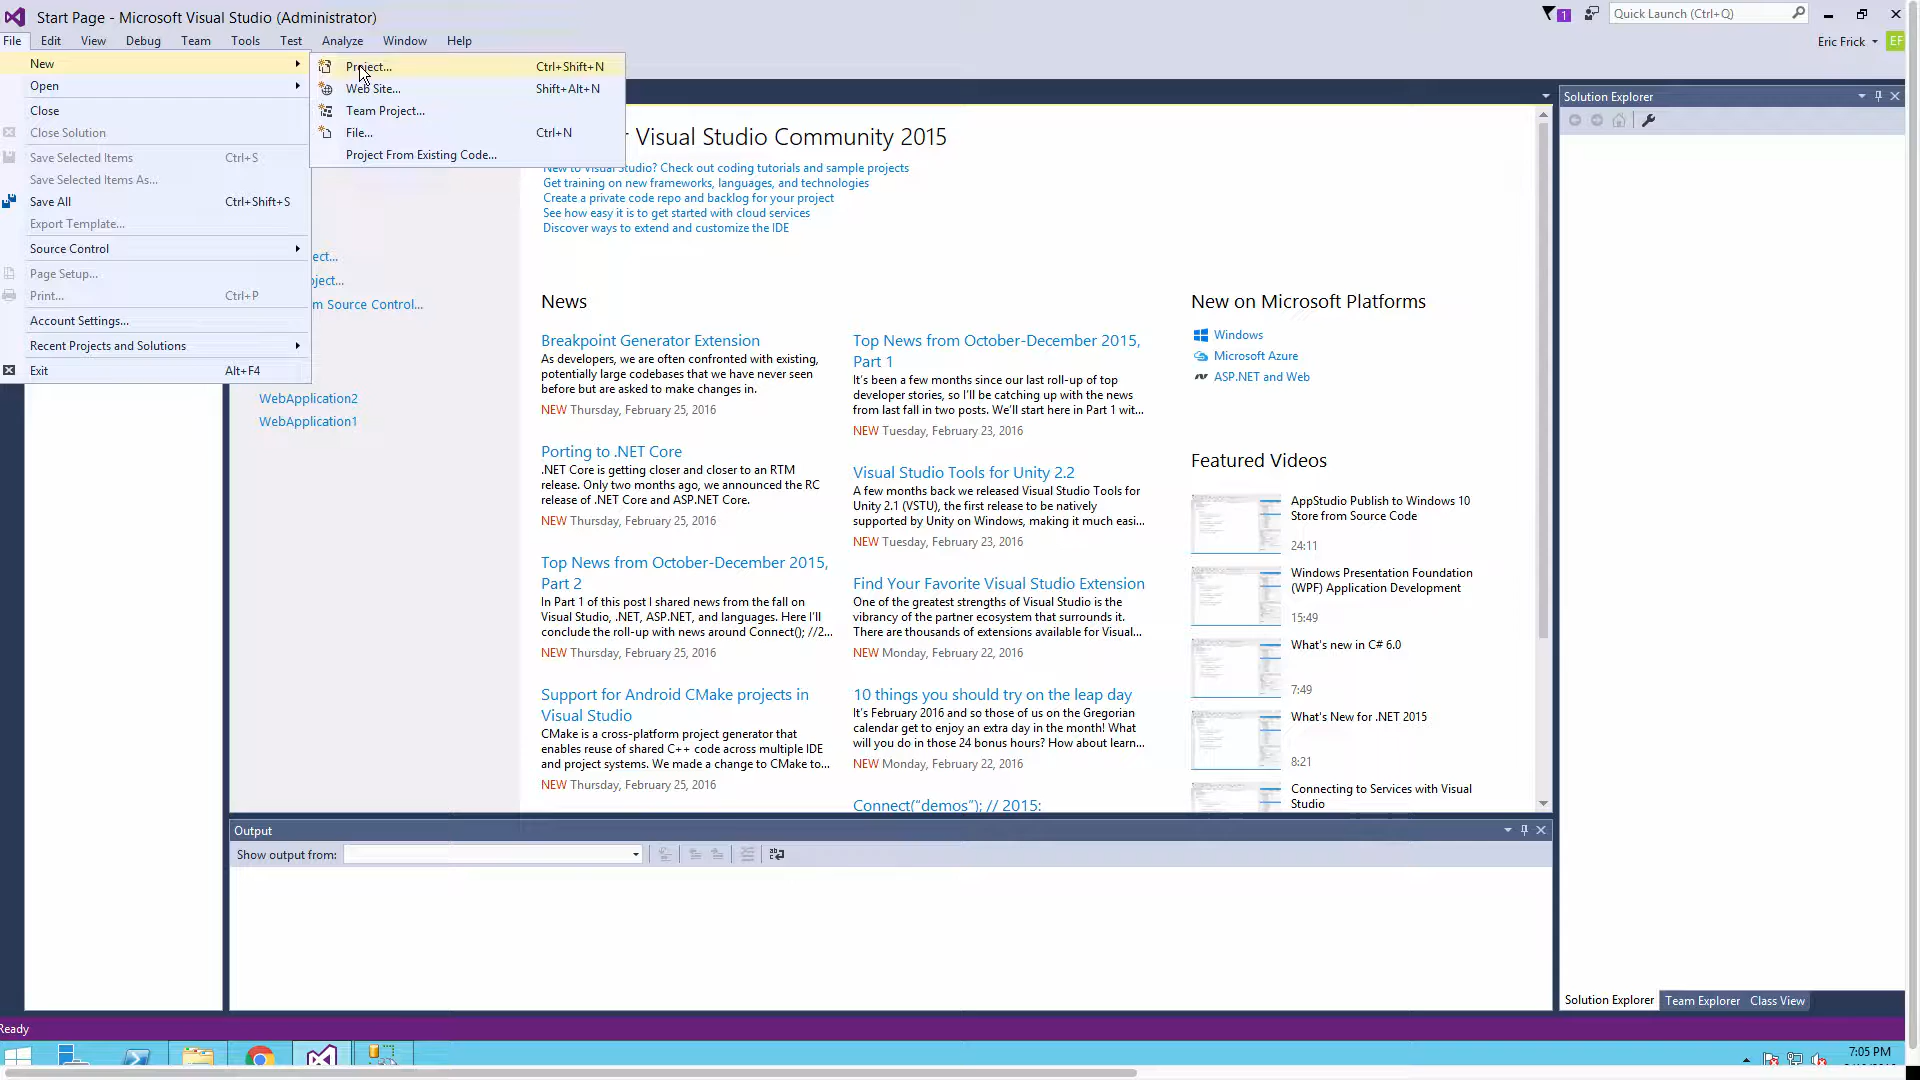 Start Page - Microsoft Visual Studio (Administrator)
1
Quick Launch (Ctrl+Q)
File Edit View Debug Team Tools Test Analyze Window Help
Eric Frick
EF
New
Open
Close
Close Solution
Save Selected Items Ctrl+S
Save Selected Items As...
Save All Ctrl+Shift+S
Export Template...
Source Control
Page Setup...
Print... Ctrl+P
Account Settings...
Recent Projects and Solutions
Exit Alt+F4
Project... Ctrl+Shift+N
Web Site... Shift+Alt+N
Team Project...
File... Ctrl+N
Project From Existing Code...
ect...
oject...
m Source Control...
WebApplication2
WebApplication1
r Visual Studio Community 2015
New to Visual Studio? Check out coding tutorials and sample projects
Get training on new frameworks, languages, and technologies
Create a private code repo and backlog for your project
See how easy it is to get started with cloud services
Discover ways to extend and customize the IDE
News
Breakpoint Generator Extension
As developers, we are often confronted with existing,
potentially large codebases that we have never seen
before but are asked to make changes in.
NEW Thursday, February 25, 2016
Porting to .NET Core
.NET Core is getting closer and closer to an RTM
release. Only two months ago, we announced the RC
release of .NET Core and ASP.NET Core.
NEW Thursday, February 25, 2016
Top News from October-December 2015,
Part 2
In Part 1 of this post I shared news from the fall on
Visual Studio, .NET, ASP.NET, and languages. Here I'll
conclude the roll-up with news around Connect(); //2...
NEW Thursday, February 25, 2016
Support for Android CMake projects in
Visual Studio
CMake is a cross-platform project generator that
enables reuse of shared C++ code across multiple IDE
and project systems. We made a change to CMake to...
NEW Thursday, February 25, 2016
Top News from October-December 2015,
Part 1
It's been a few months since our last roll-up of top
developer stories, so I'll be catching up with the news
from last fall in two posts. We'll start here in Part 1 wit...
NEW Tuesday, February 23, 2016
Visual Studio Tools for Unity 2.2
A few months back we released Visual Studio Tools for
Unity 2.1 (VSTU), the first release to be natively
supported by Unity on Windows, making it much easi...
NEW Tuesday, February 23, 2016
Find Your Favorite Visual Studio Extension
One of the greatest strengths of Visual Studio is the
vibrancy of the partner ecosystem that surrounds it.
There are thousands of extensions available for Visual...
NEW Monday, February 22, 2016
10 things you should try on the leap day
It's February 2016 and so those of us on the Gregorian
calendar get to enjoy an extra day in the month! What
will you do in those 24 bonus hours? How about learn...
NEW Monday, February 22, 2016
Connect("demos"); // 2015:
New on Microsoft Platforms
Windows
Microsoft Azure
ASP.NET and Web
Featured Videos
AppStudio Publish to Windows 10
Store from Source Code
24:11
Windows Presentation Foundation
(WPF) Application Development
15:49
What's new in C# 6.0
7:49
What's New for .NET 2015
8:21
Connecting to Services with Visual
Studio
Solution Explorer
Output
Show output from:
Solution Explorer Team Explorer Class View
Ready
7:05 PM